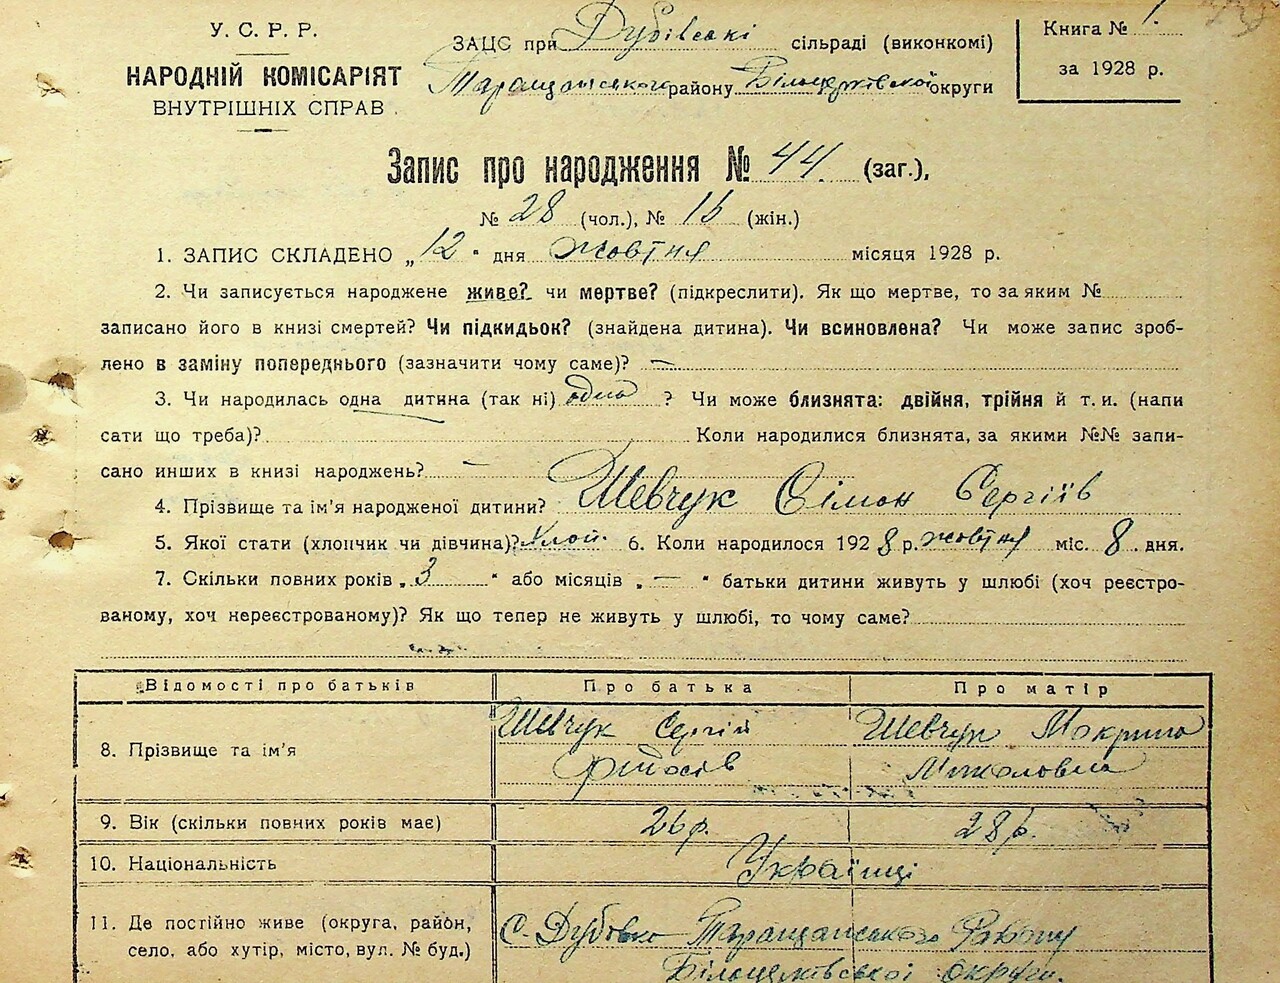 У. С. Р. Р.
НАРОДНІЙ КОМІСАРІЯТ
ВНУТРІШНІХ СПРАВ
ЗАЦС при Дубівські сільраді (виконкомі)
Таращанського району Білоцерківської округи
Книга № 1.
за 1928 р.
Запис про народження № 44. (заг.),
№ 28 (чол.), № 16 (жін.)
1. ЗАПИС СКЛАДЕНО „12" дня жовтня місяця 1928 р.
2. Чи записується народжене живе? чи мертве? (підкреслити). Як що мертве, то за яким №
записано його в книзі смертей? Чи підкидьок? (знайдена дитина). Чи всиновлена? Чи може запис зроб-
лено в заміну попереднього (зазначити чому саме)? —
3. Чи народилась одна дитина (так ні) одна ? Чи може близнята: двійня, трійня й т. и. (напи
сати що треба)? Коли народилися близнята, за якими №№ запи-
сано инших в книзі народжень? —
4. Прізвище та ім'я народженої дитини? Шевчук Сімон Сергіїв
5. Якої стати (хлопчик чи дівчина)? Хлоп. 6. Коли народилося 1928 р. жовтня міс. 8. дня.
7. Скільки повних років „3" або місяців „—" батьки дитини живуть у шлюбі (хоч реєстро-
ваному, хоч нереєстрованому)? Як що тепер не живуть у шлюбі, то чому саме?
Відомості про батьків Про батька Про матір
8. Прізвище та ім'я Шевчук Сергій Шевчук Мокрина
Миколовна
9. Вік (скільки повних років має) 26 р. 28 р.
10. Національність Українці
11. Де постійно живе (округа, район,
село, або хутір, місто, вул. № буд.)
С. Дубовка Таращанського Району
Білоцерківської округи.